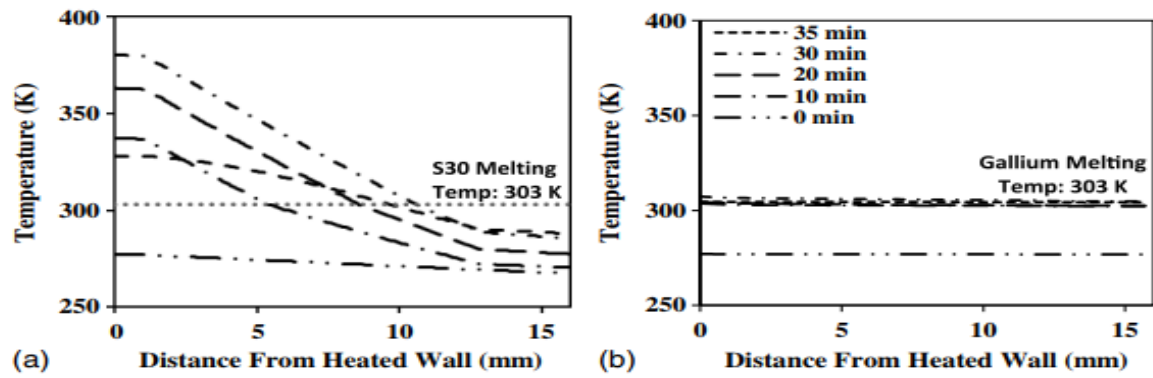 400
350
300
250
Temperature (K)
S30 Melting
Temp: 303 K
0 5 10 15
(a) Distance From Heated Wall (mm)
400
350
300
250
Temperature (K)
35 min
30 min
20 min
10 min
0 min
Gallium Melting
Temp: 303 K
0 5 10 15
(b) Distance From Heated Wall (mm)